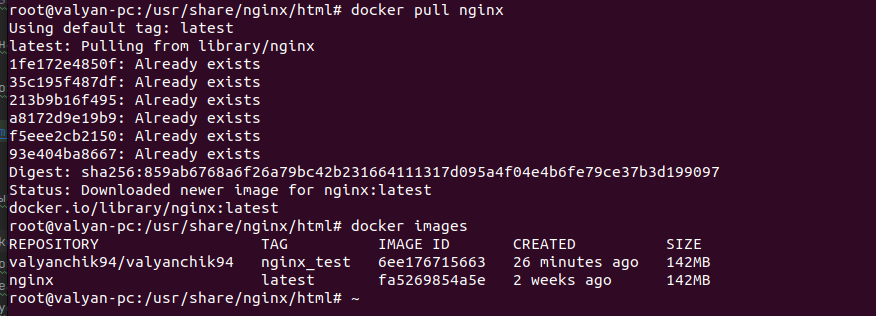 root@valyan-pc:/usr/share/nginx/html# docker pull nginx
Using default tag: latest
latest: Pulling from library/nginx
1fe172e4850f: Already exists
35c195f487df: Already exists
213b9b16f495: Already exists
a8172d9e19b9: Already exists
f5eee2cb2150: Already exists
93e404ba8667: Already exists
Digest: sha256:859ab6768a6f26a79bc42b231664111317d095a4f04e4b6fe79ce37b3d199097
Status: Downloaded newer image for nginx:latest
docker.io/library/nginx:latest
root@valyan-pc:/usr/share/nginx/html# docker images
REPOSITORY TAG IMAGE ID CREATED SIZE
valyanchik94/valyanchik94 nginx_test 6ee176715663 26 minutes ago 142MB
nginx latest fa5269854a5e 2 weeks ago 142MB
root@valyan-pc:/usr/share/nginx/html# ~